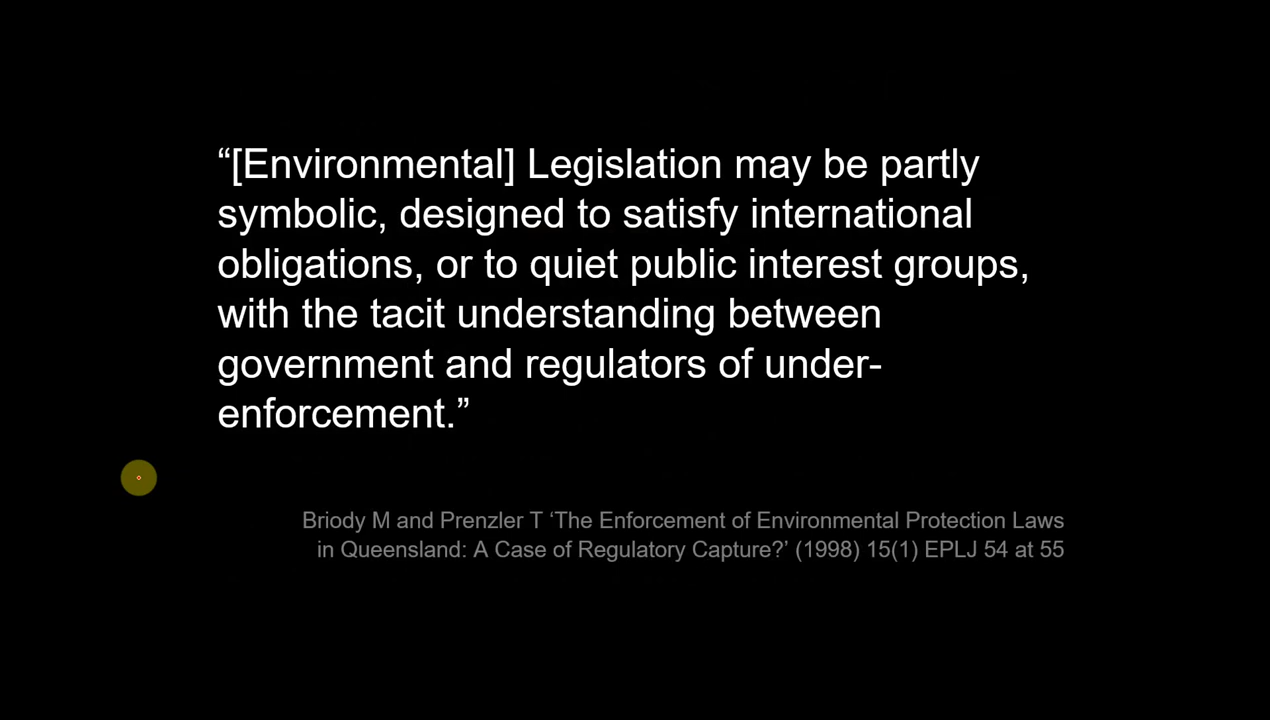 “[Environmental] Legislation may be partly
symbolic, designed to satisfy international
obligations, or to quiet public interest groups,
with the tacit understanding between
government and regulators of under-
enforcement.”
Briody M and Prenzler T ‘The Enforcement of Environmental Protection Laws
in Queensland: A Case of Regulatory Capture?’ (1998) 15(1) EPLJ 54 at 55